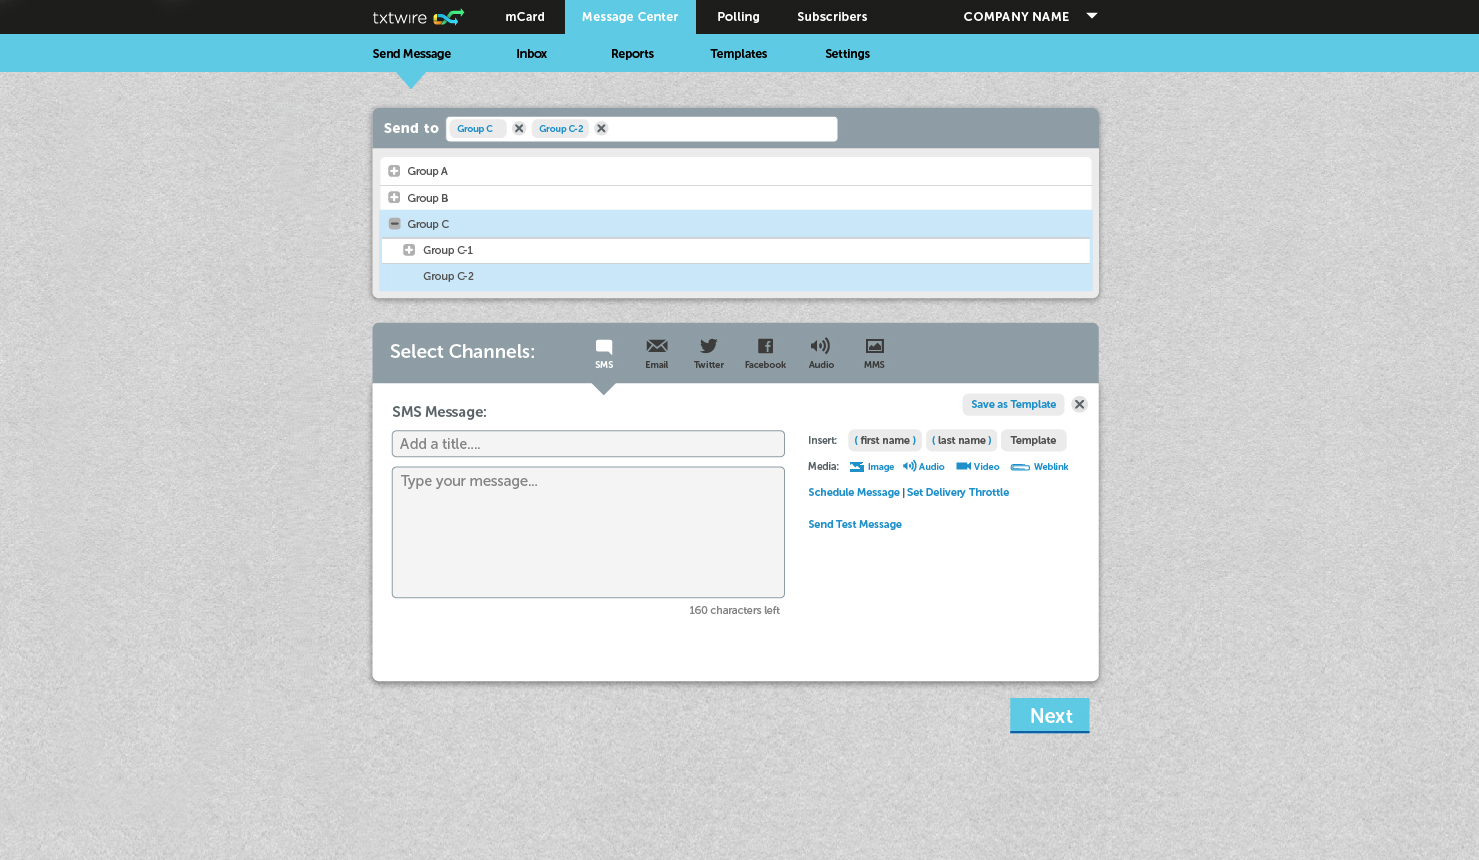 txtwire mCard Message Center Polling Subscribers COMPANY NAME
Send Message Inbox Reports Templates Settings
Send to Group C Group C-2
Group A
Group B
Group C
Group C-1
Group C-2
Select Channels: SMS Email Twitter Facebook Audio MMS
Save as Template
SMS Message:
Add a title....
Insert: ( first name ) ( last name ) Template
Media: Image Audio Video Weblink
Type your message...
Schedule Message | Set Delivery Throttle
Send Test Message
160 characters left
Next